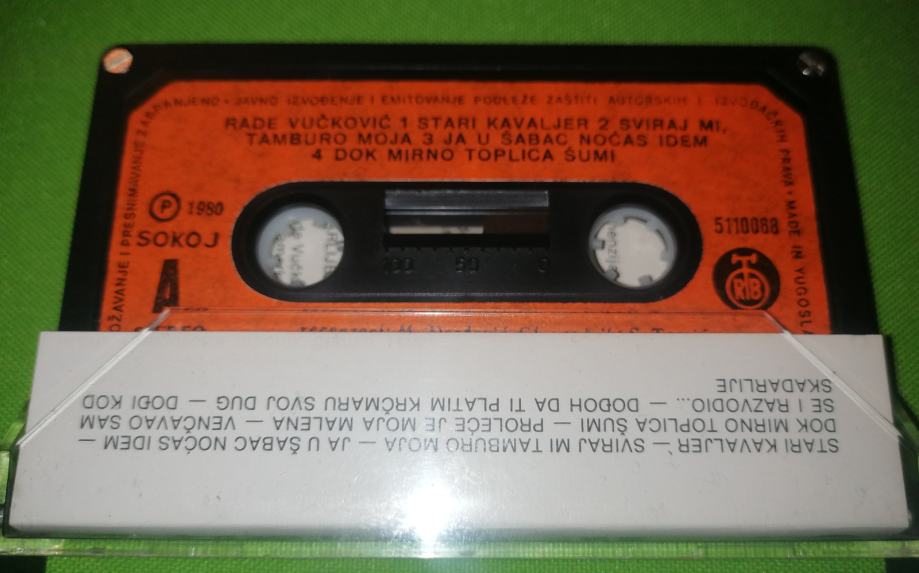 UMNOŽAVANJE I PRESNIMAVANJE ZABRANJENO • JAVNO IZVOĐENJE I EMITOVANJE PODLEŽE ZAŠTITI AUTORSKIH I IZVOĐAČKIH PRAVA • MADE IN YUGOSLA
RADE VUČKOVIĆ 1 STARI KAVALJER 2 SVIRAJ MI,
TAMBURO MOJA 3 JA U ŠABAC NOĆAS IDEM
4 DOK MIRNO TOPLICA ŠUMI
Ⓟ 1980
SOKOJ
5110088
100 50 0
A
RTB
STARI KAVALJER – SVIRAJ MI TAMBURO MOJA – JA U ŠABAC NOĆAS IDEM –
DOK MIRNO TOPLICA ŠUMI – PROLEĆE JE MOJA MALENA – VENČAVAO SAM
SE I RAZVODIO... – DOĐOH DA TI PLATIM KRČMARU SVOJ DUG – DOĐI KOD
SKADARLIJE